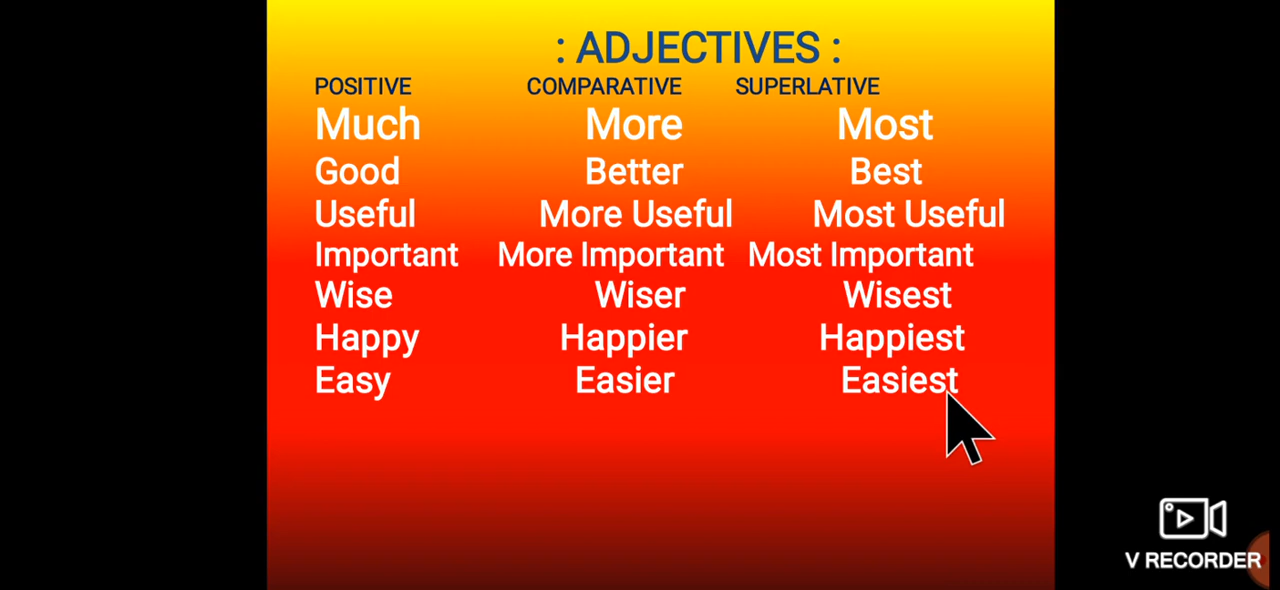 : ADJECTIVES :
POSITIVE COMPARATIVE SUPERLATIVE
Much More Most
Good Better Best
Useful More Useful Most Useful
Important More Important Most Important
Wise Wiser Wisest
Happy Happier Happiest
Easy Easier Easiest
V RECORDER